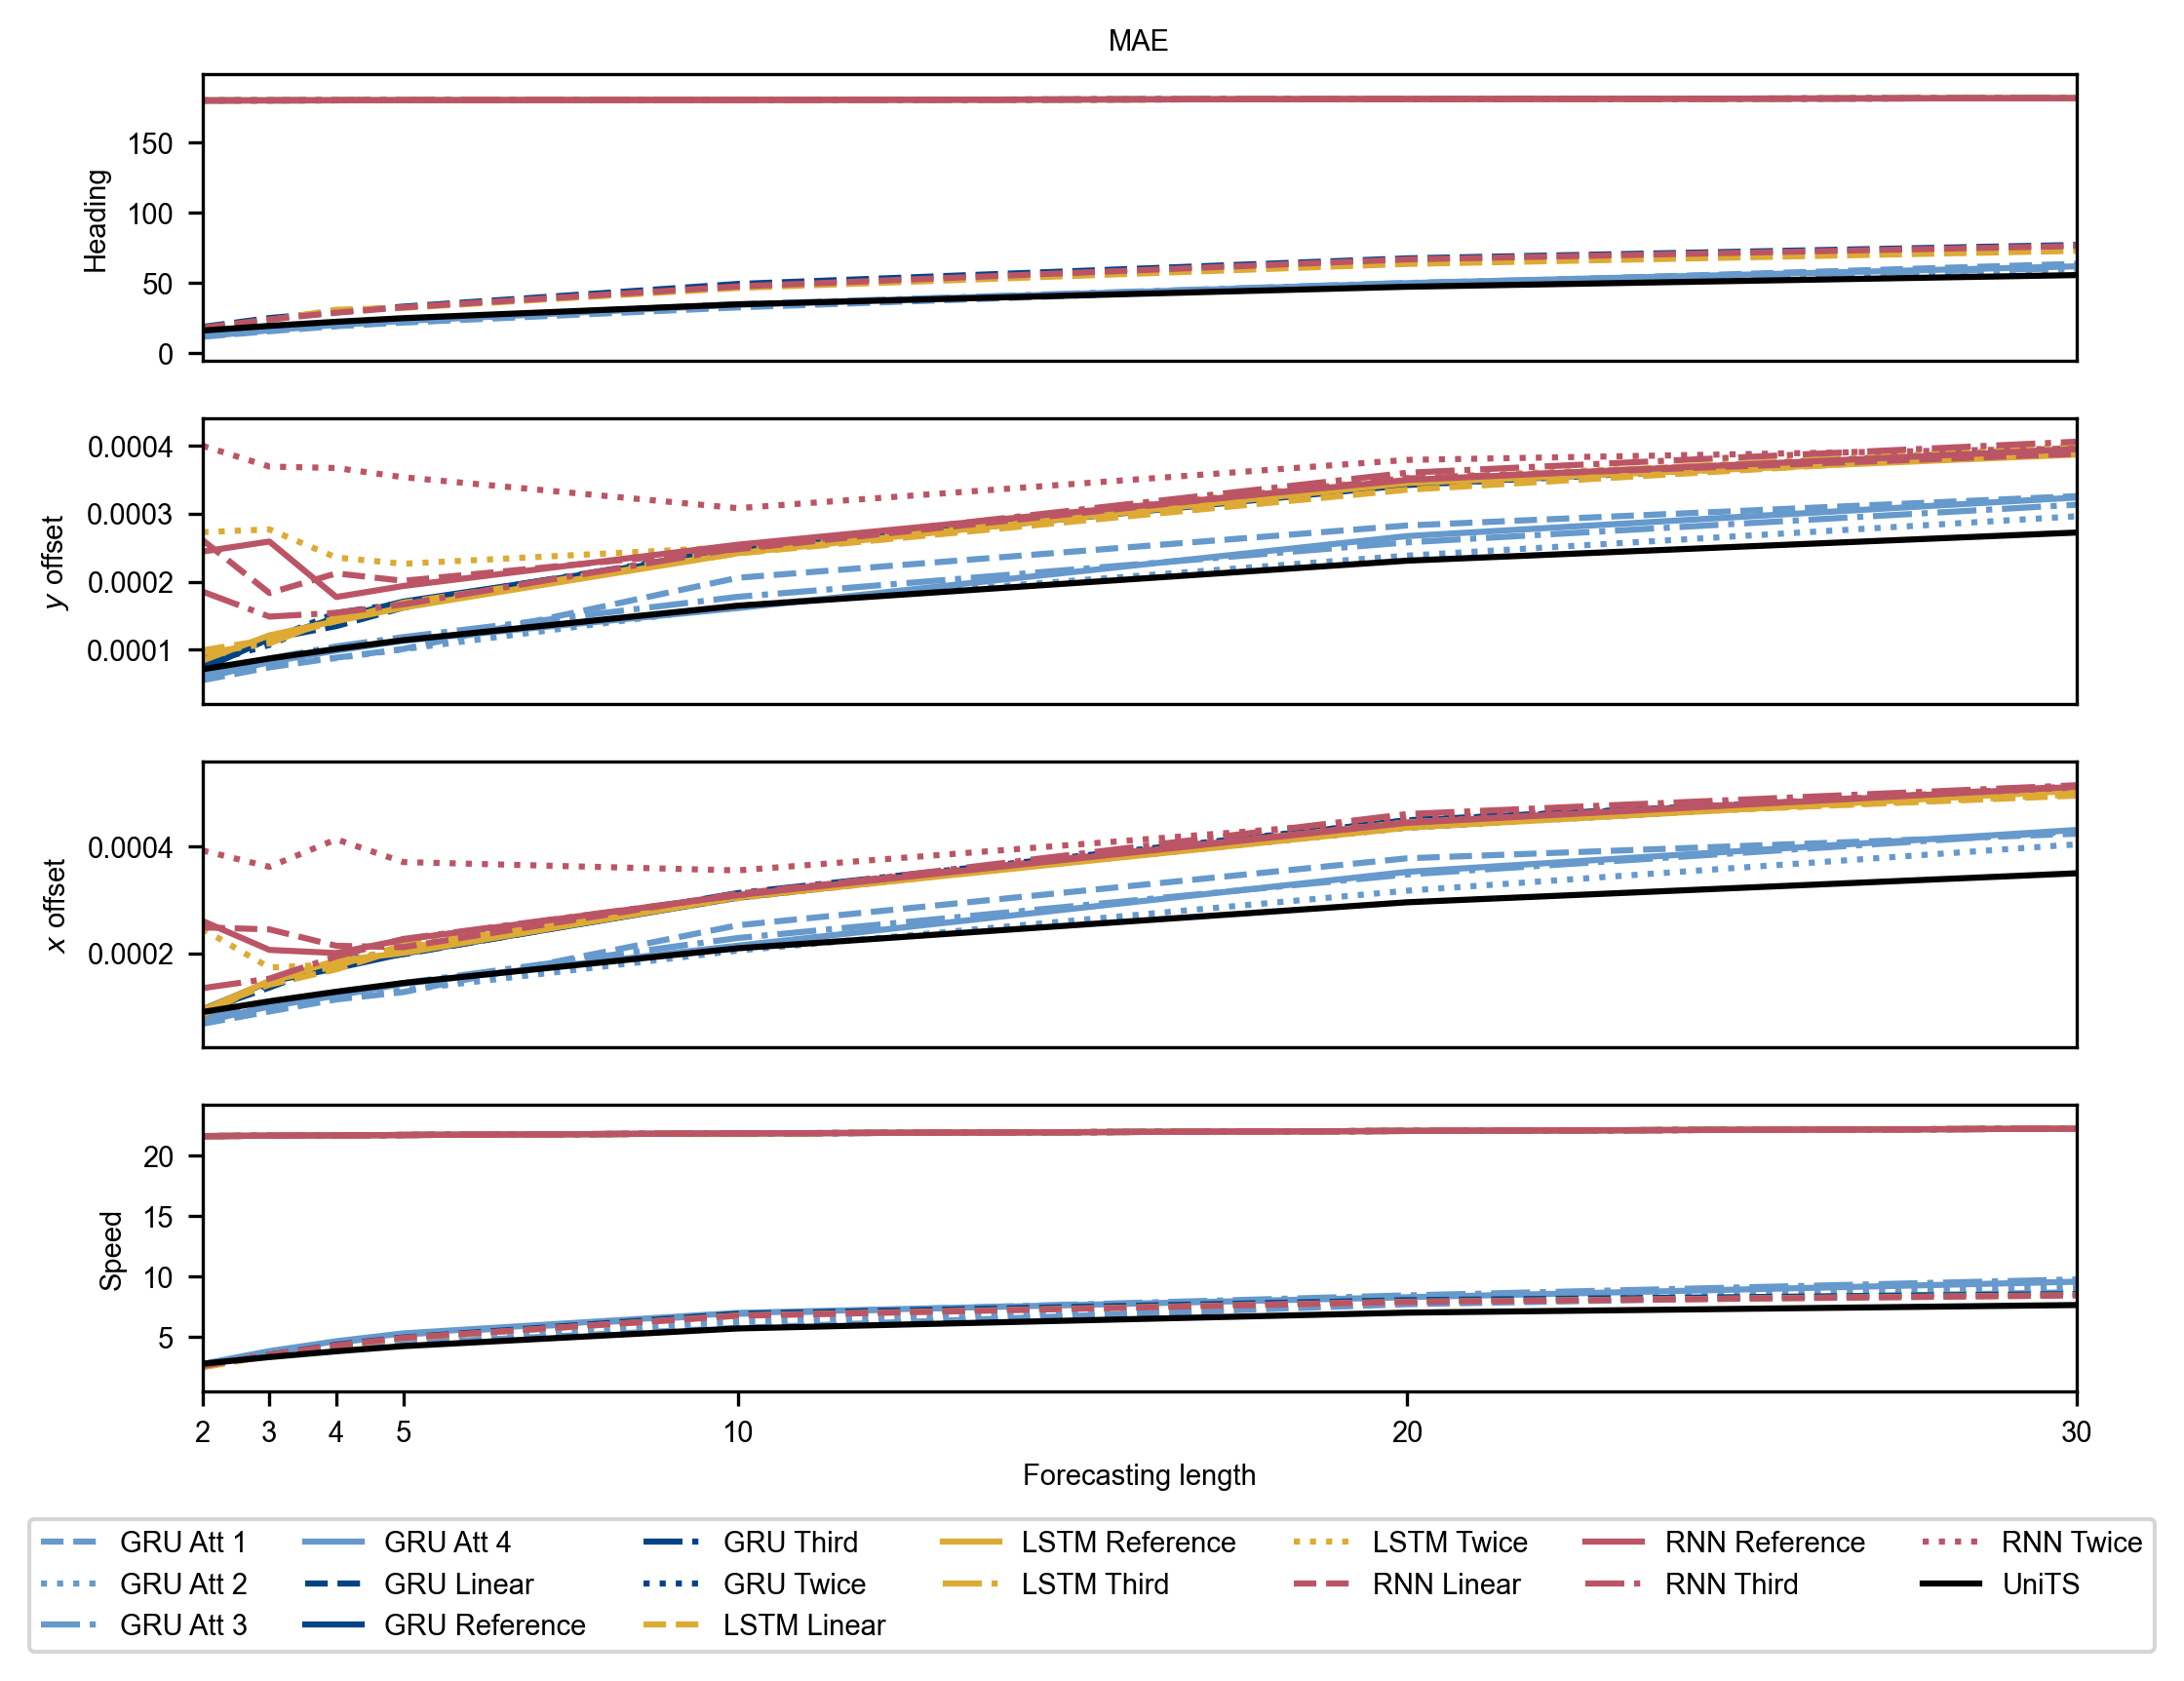 MAE
150
100
50
0
Heading
0.0004
0.0003
0.0002
0.0001
y offset
0.0004
0.0002
x offset
20
15
10
5
Speed
2 3 4 5 10 20 30
Forecasting length
GRU Att 1 GRU Att 4 GRU Third LSTM Reference LSTM Twice RNN Reference RNN Twice
GRU Att 2 GRU Linear GRU Twice LSTM Third RNN Linear RNN Third UniTS
GRU Att 3 GRU Reference LSTM Linear